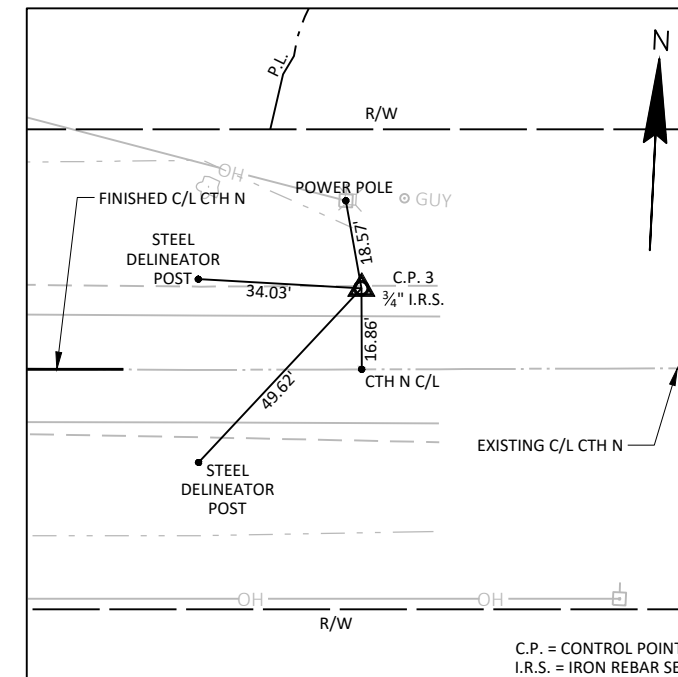 N
P.L.
R/W
OH
POWER POLE
GUY
FINISHED C/L CTH N
18.57'
STEEL
DELINEATOR
POST
C.P. 3
34.03'
¾" I.R.S.
16.86'
CTH N C/L
49.62'
EXISTING C/L CTH N
STEEL
DELINEATOR
POST
OH
OH
R/W
C.P. = CONTROL POINT
I.R.S. = IRON REBAR SE